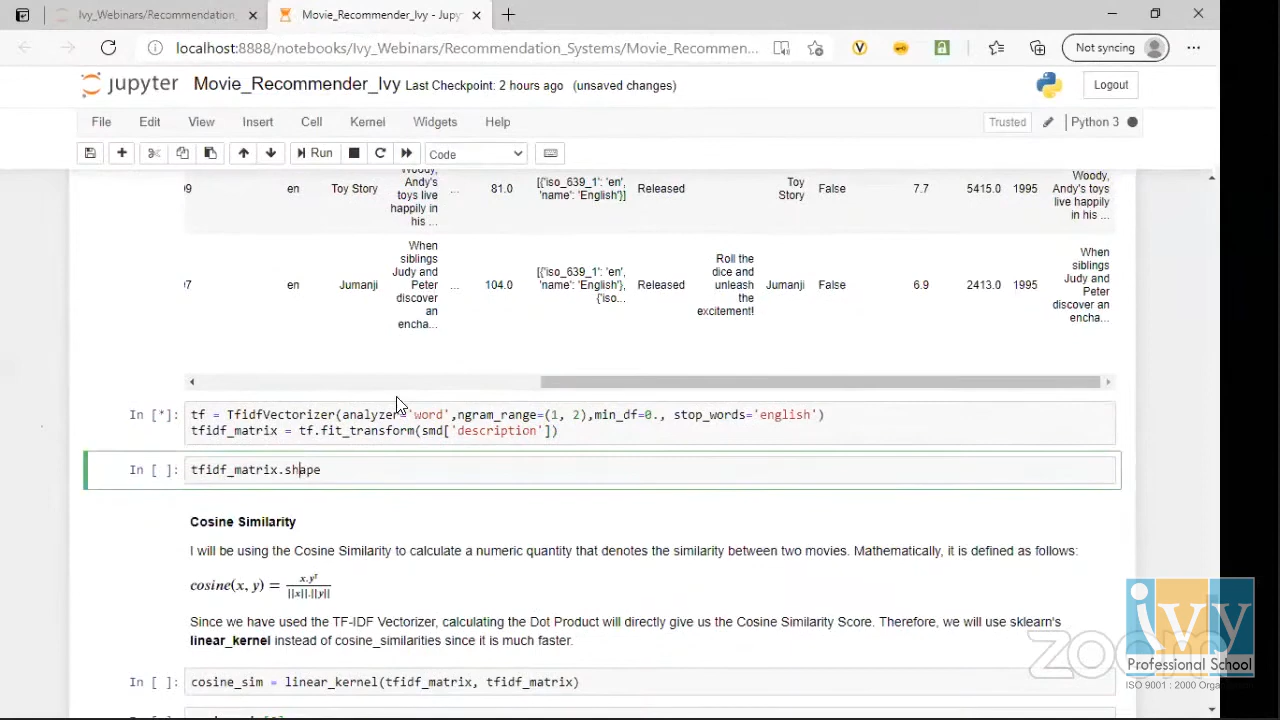 Ivy_Webinars/Recommendation_
Movie_Recommender_Ivy - Jupy
localhost:8888/notebooks/Ivy_Webinars/Recommendation_Systems/Movie_Recommen...
Not syncing
jupyter Movie_Recommender_Ivy Last Checkpoint: 2 hours ago (unsaved changes)
Logout
File Edit View Insert Cell Kernel Widgets Help
Trusted Python 3
Run Code
99 en Toy Story Woody, Andy's toys live happily in his ... ... 81.0 [{'iso_639_1': 'en', 'name': 'English'}] Released Toy Story False 7.7 5415.0 1995 Woody, Andy's toys live happily in his ...
97 en Jumanji When siblings Judy and Peter discover an encha... ... 104.0 [{'iso_639_1': 'en', 'name': 'English'}, {'iso... Released Roll the dice and unleash the excitement! Jumanji False 6.9 2413.0 1995 When siblings Judy and Peter discover an encha...
In [*]: tf = TfidfVectorizer(analyzer='word',ngram_range=(1, 2),min_df=0., stop_words='english')
tfidf_matrix = tf.fit_transform(smd['description'])
In [ ]: tfidf_matrix.shape
Cosine Similarity
I will be using the Cosine Similarity to calculate a numeric quantity that denotes the similarity between two movies. Mathematically, it is defined as follows:
cosine(x, y) = x.yᵀ / ||x||.||y||
Since we have used the TF-IDF Vectorizer, calculating the Dot Product will directly give us the Cosine Similarity Score. Therefore, we will use sklearn's
linear_kernel instead of cosine_similarities since it is much faster.
In [ ]: cosine_sim = linear_kernel(tfidf_matrix, tfidf_matrix)
zoom
ivy
Professional School
ISO 9001 : 2000 Orga